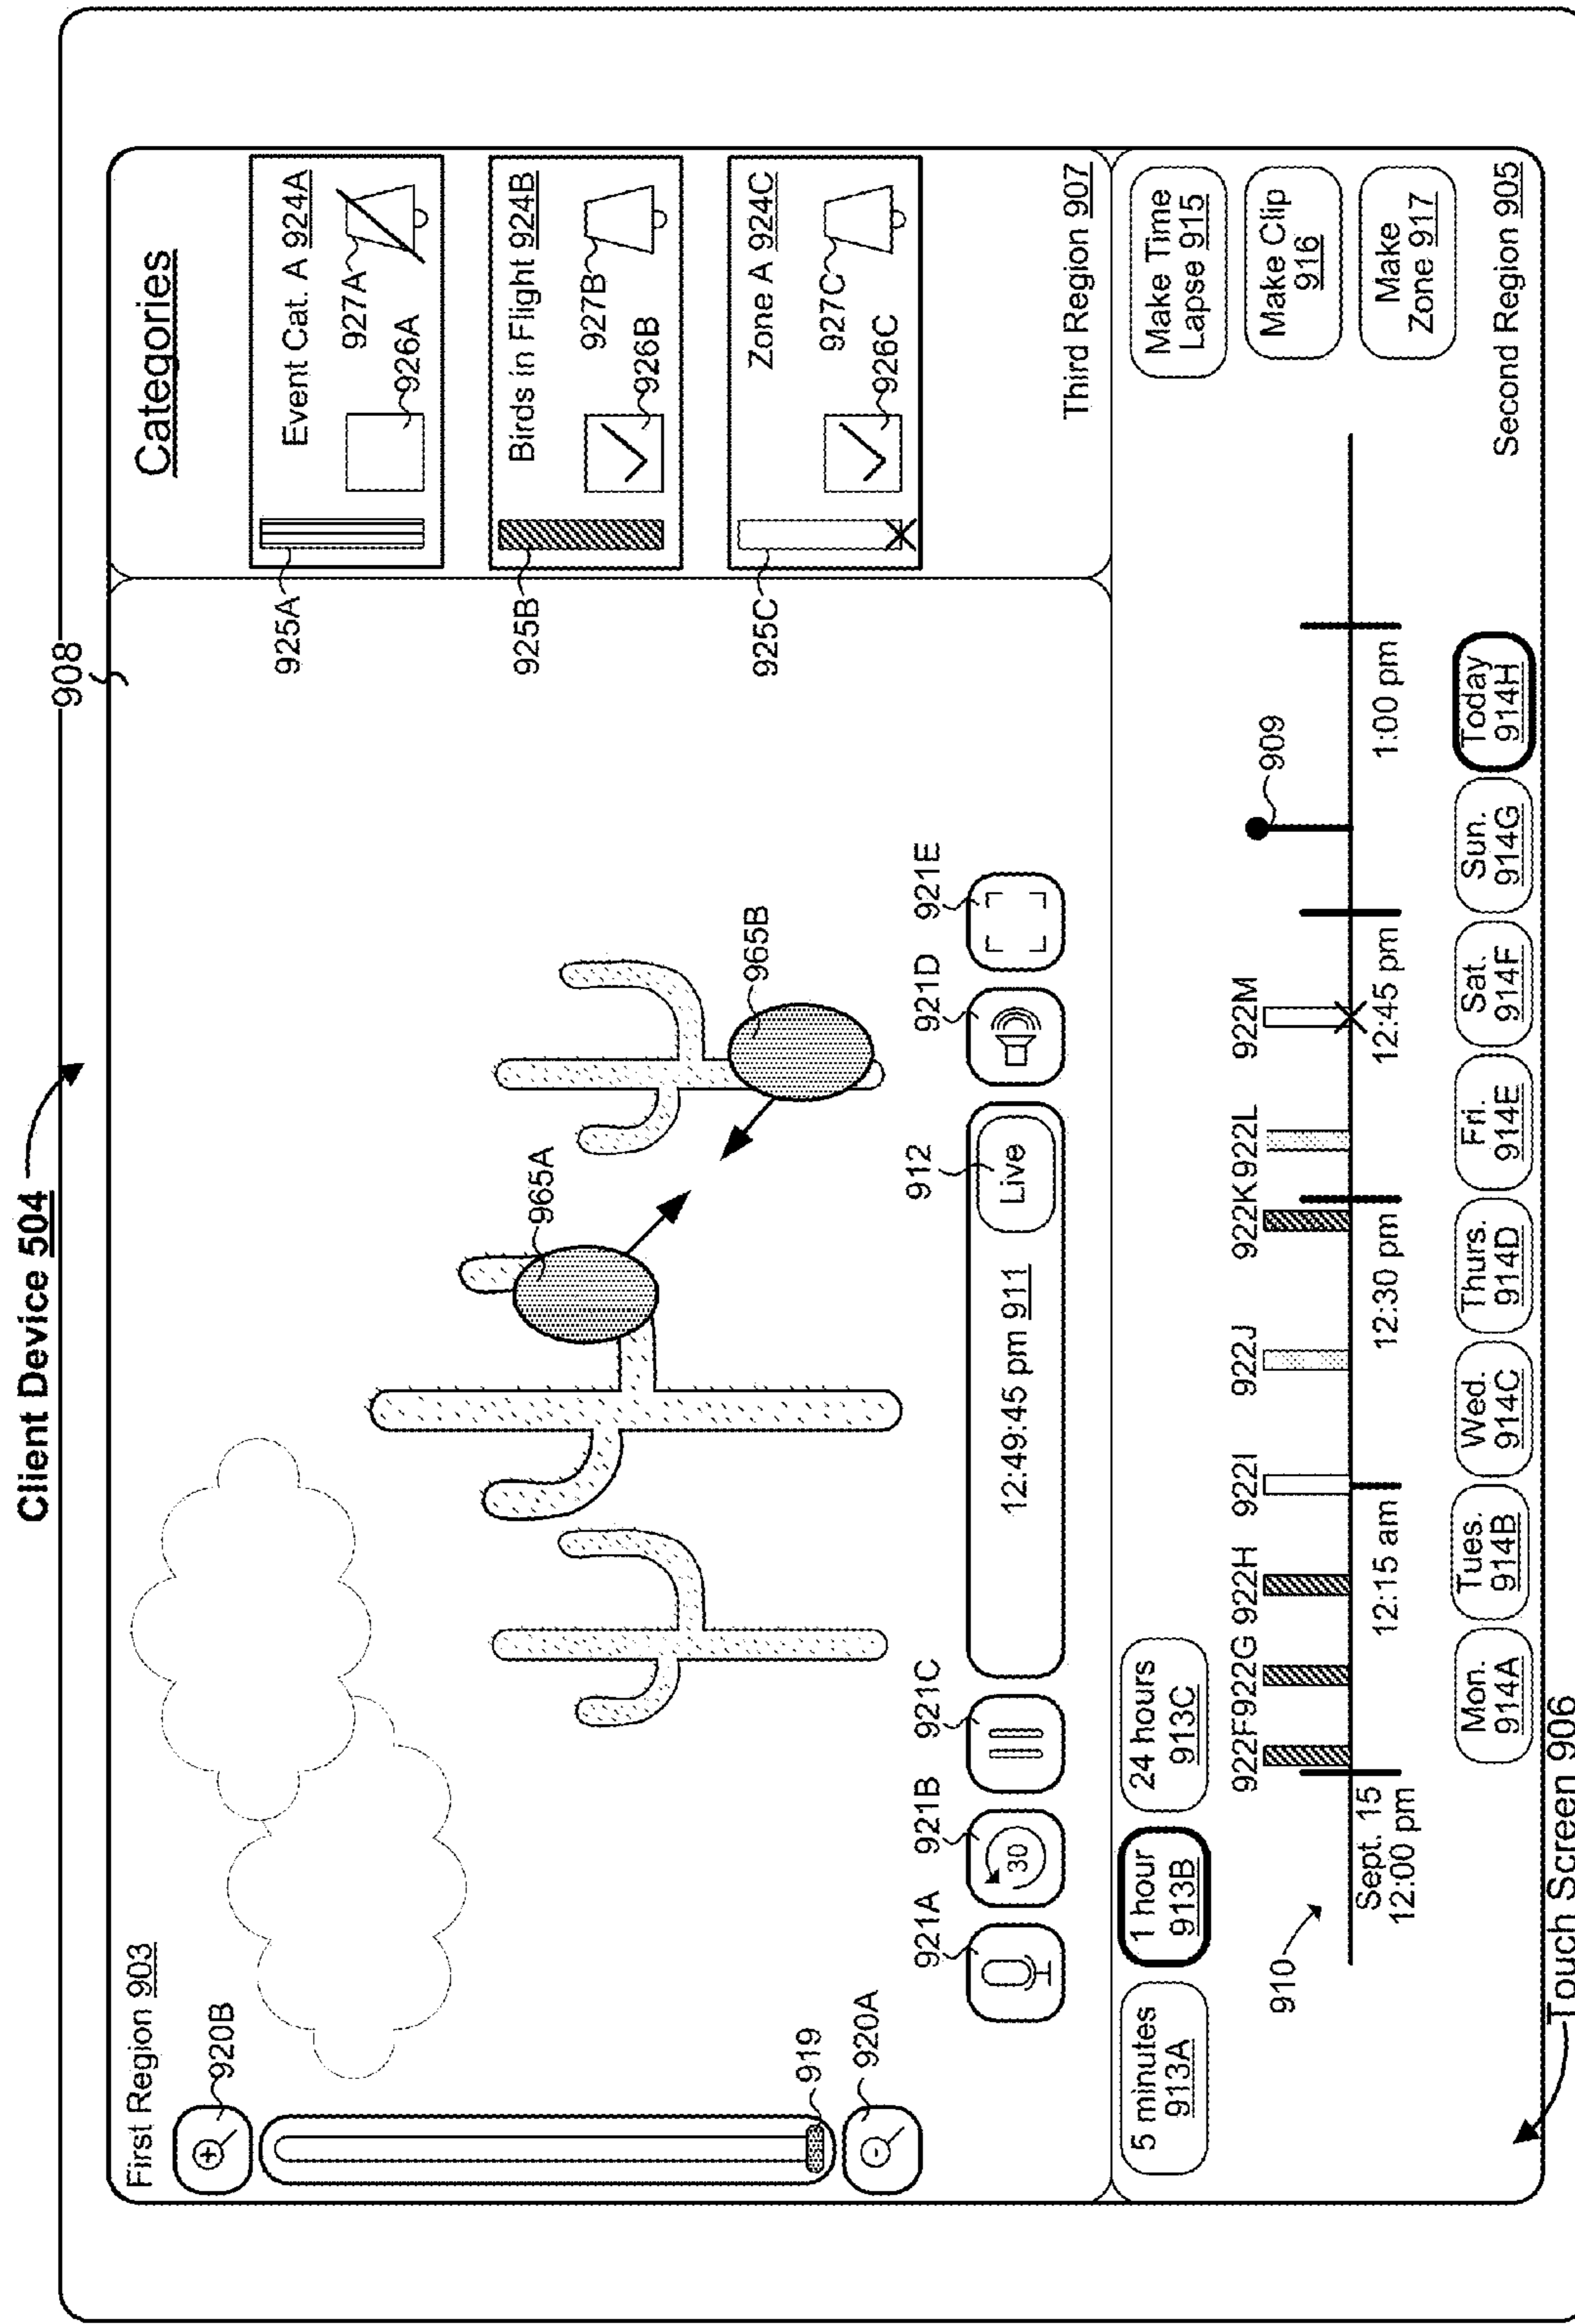 Client Device 504
908
First Region 903
920B
919
920A
965A
965B
925A
925B
925C
Categories
Event Cat. A 924A
926A
927A
Birds in Flight 924B
926B
927B
Zone A 924C
926C
927C
Third Region 907
921A
921B
921C
912
921D
921E
30
12:49:45 pm 911
Live
5 minutes
913A
1 hour
913B
24 hours
913C
Make Time
Lapse 915
Make Clip
916
Make
Zone 917
910
922F
922G
922H
922I
922J
922K
922L
922M
909
Sept. 15
12:00 pm
12:15 am
12:30 pm
12:45 pm
1:00 pm
Mon.
914A
Tues.
914B
Wed.
914C
Thurs.
914D
Fri.
914E
Sat.
914F
Sun.
914G
Today
914H
Second Region 905
Touch Screen 906